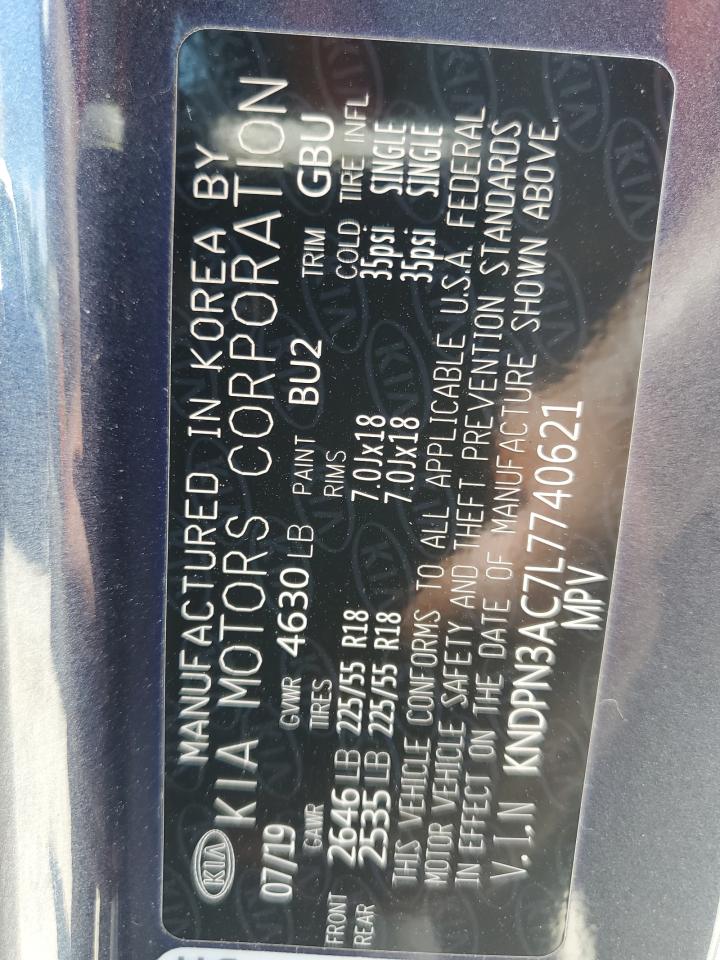 KIA
MANUFACTURED IN KOREA BY
KIA MOTORS CORPORATION
07/19 GVWR 4630 LB PAINT BU2 TRIM GBU
GAWR TIRES RIMS COLD TIRE INFL
FRONT 2646 LB 225/55 R18 7.0Jx18 35psi SINGLE
REAR 2535 LB 225/55 R18 7.0Jx18 35psi SINGLE
THIS VEHICLE CONFORMS TO ALL APPLICABLE U.S.A. FEDERAL
MOTOR VEHICLE SAFETY AND THEFT PREVENTION STANDARDS
IN EFFECT ON THE DATE OF MANUFACTURE SHOWN ABOVE.
V.I.N KNDPN3AC7L7740621
MPV